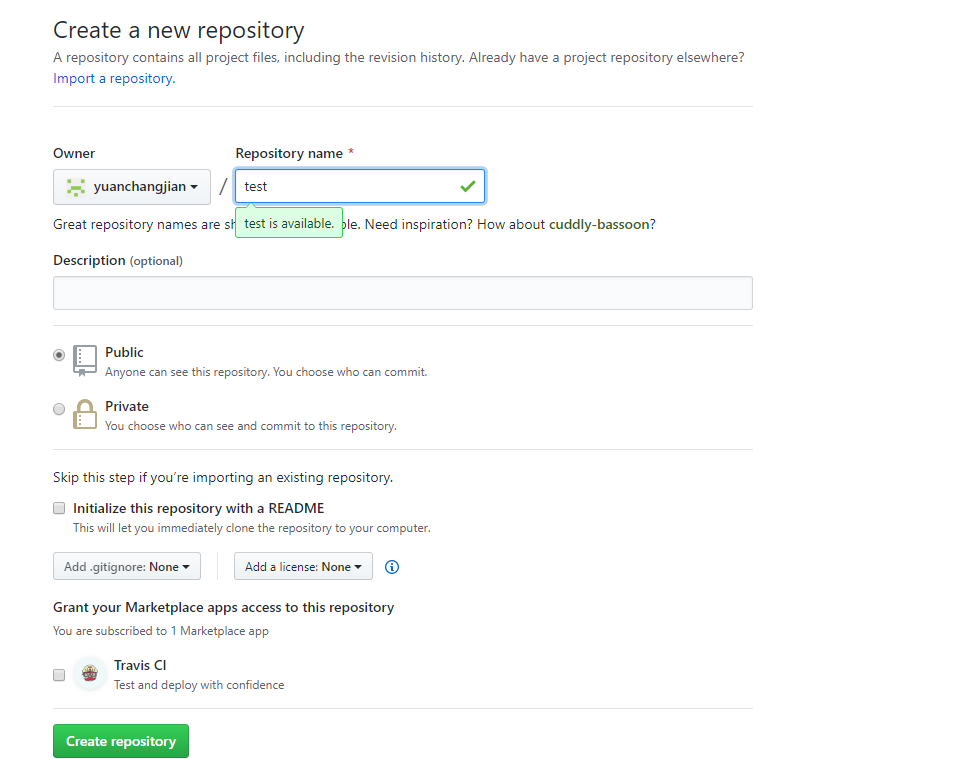 Create a new repository
A repository contains all project files, including the revision history. Already have a project repository elsewhere?
Import a repository.
Owner
Repository name *
yuanchangjian
/
test
Great repository names are sh
test is available.
ble. Need inspiration? How about cuddly-bassoon?
Description (optional)
Public
Anyone can see this repository. You choose who can commit.
Private
You choose who can see and commit to this repository.
Skip this step if you're importing an existing repository.
Initialize this repository with a README
This will let you immediately clone the repository to your computer.
Add .gitignore: None
Add a license: None
Grant your Marketplace apps access to this repository
You are subscribed to 1 Marketplace app
Travis CI
Test and deploy with confidence
Create repository